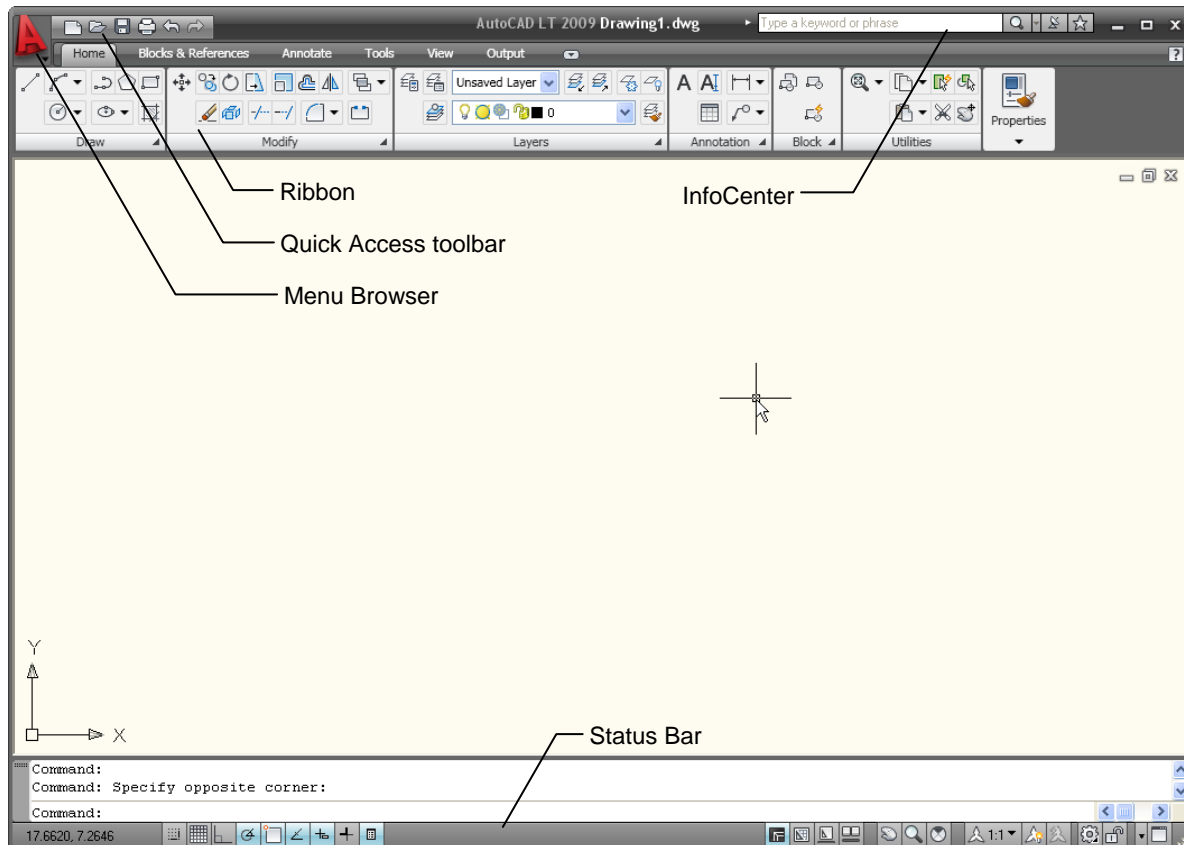 AutoCAD LT 2009 Drawing1.dwg
Type a keyword or phrase
Home Blocks & References Annotate Tools View Output
Unsaved Layer
0
Properties
Draw Modify Layers Annotation Block Utilities
Ribbon
InfoCenter
Quick Access toolbar
Menu Browser
Y
X
Status Bar
Command:
Command: Specify opposite corner:
Command:
17.6620, 7.2646
1:1